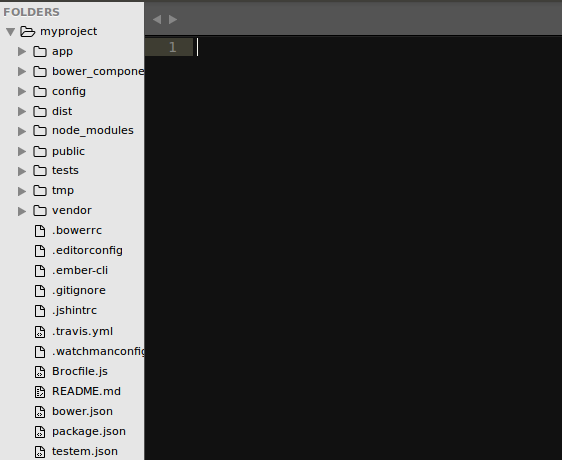 FOLDERS
myproject
app
bower_compone
config
dist
node_modules
public
tests
tmp
vendor
.bowerrc
.editorconfig
.ember-cli
.gitignore
.jshintrc
.travis.yml
.watchmanconfig
Brocfile.js
README.md
bower.json
package.json
testem.json
1